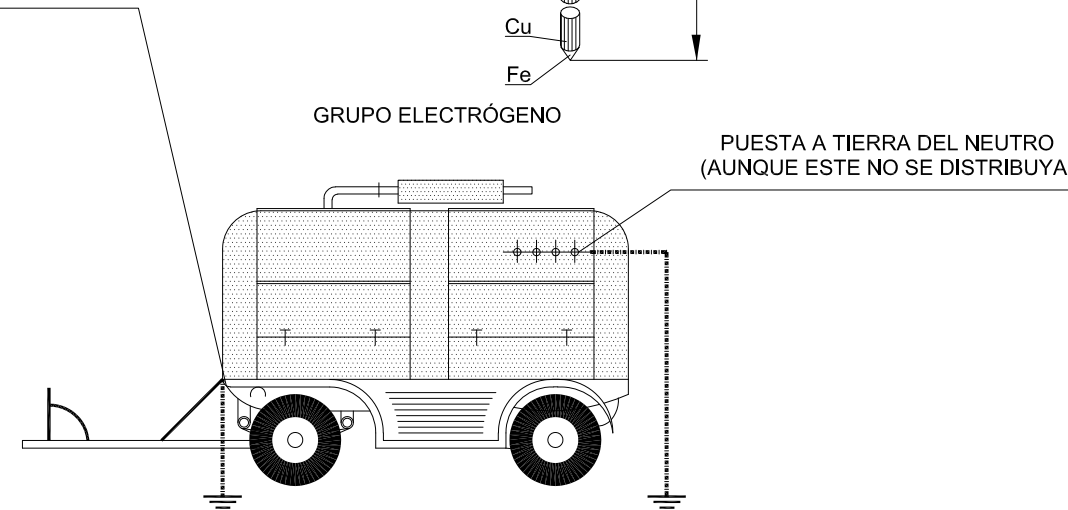 Cu
Fe
GRUPO ELECTRÓGENO
PUESTA A TIERRA DEL NEUTRO
(AUNQUE ESTE NO SE DISTRIBUYA